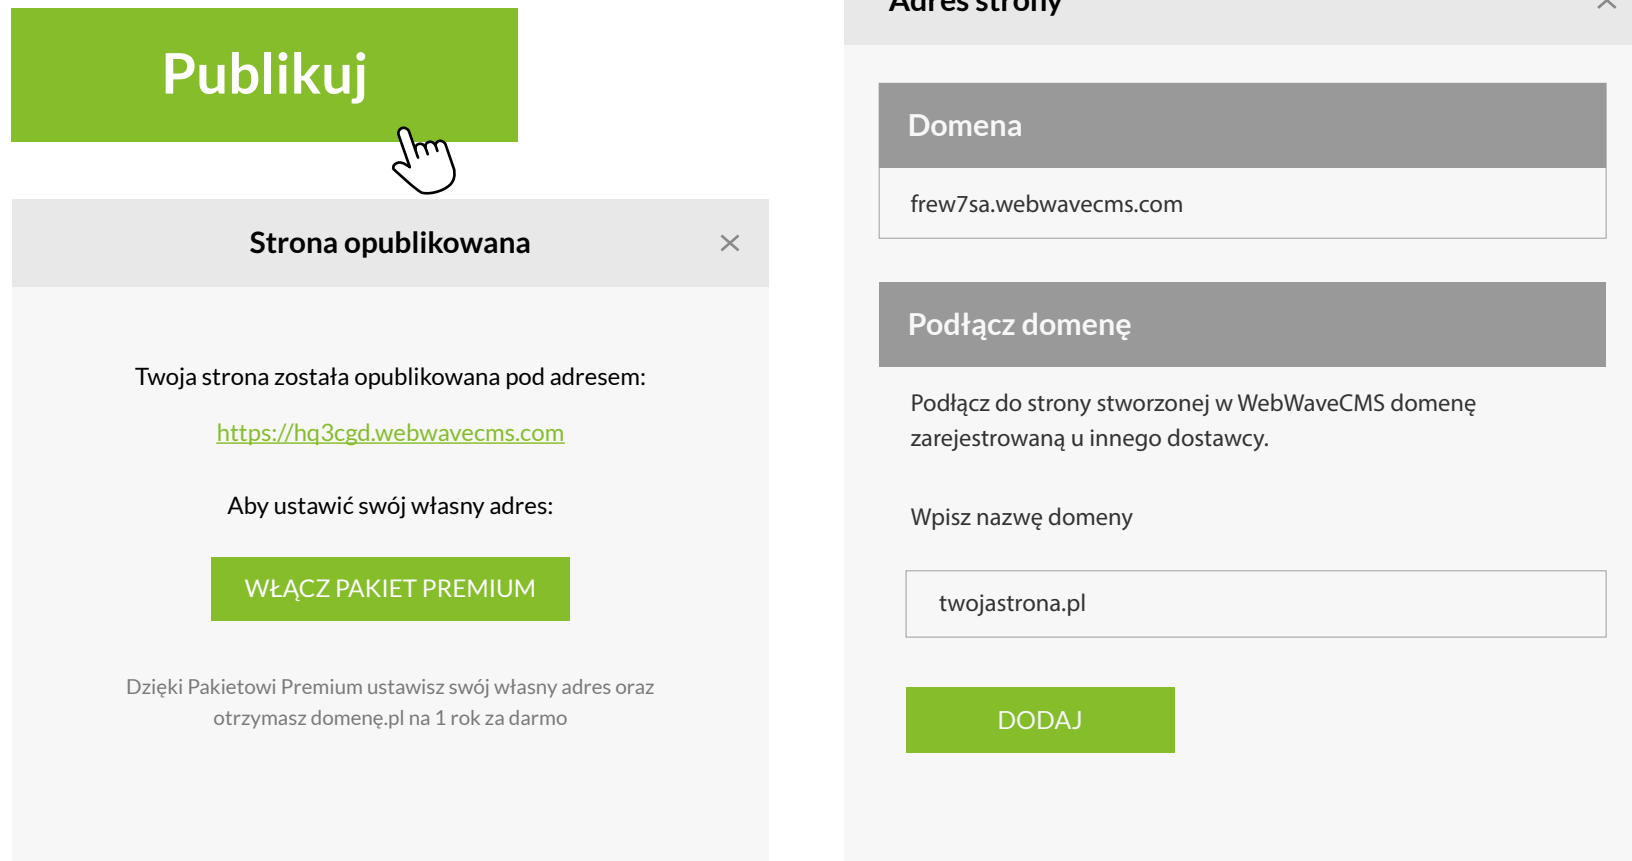 Publikuj
Strona opublikowana
Twoja strona została opublikowana pod adresem:
https://hq3cgd.webwavecms.com
Aby ustawić swój własny adres:
WŁĄCZ PAKIET PREMIUM
Dzięki Pakietowi Premium ustawisz swój własny adres oraz
otrzymasz domenę.pl na 1 rok za darmo
Adres strony
Domena
frew7sa.webwavecms.com
Podłącz domenę
Podłącz do strony stworzonej w WebWaveCMS domenę
zarejestrowaną u innego dostawcy.
Wpisz nazwę domeny
twojastrona.pl
DODAJ